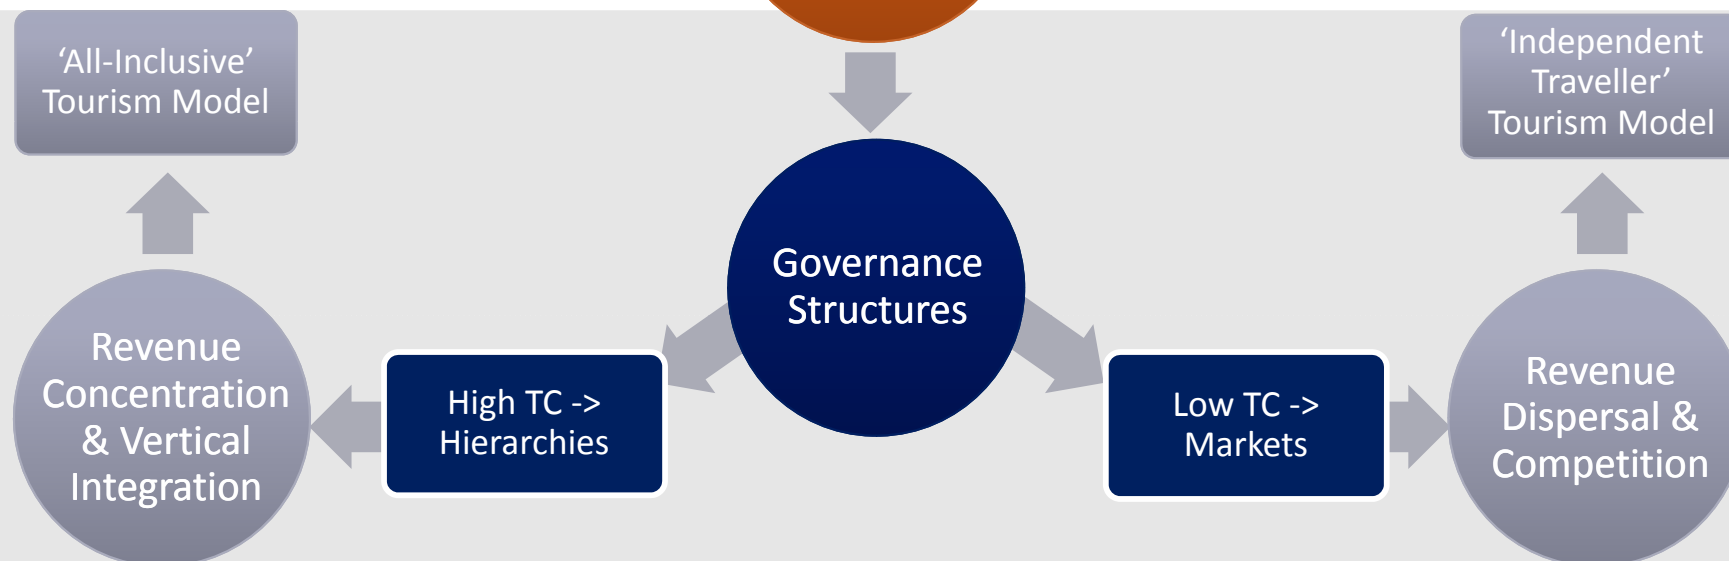 ‘All-Inclusive’
Tourism Model
‘Independent
Traveller’
Tourism Model
Governance
Structures
Revenue
Concentration
& Vertical
Integration
High TC ->
Hierarchies
Low TC ->
Markets
Revenue
Dispersal &
Competition